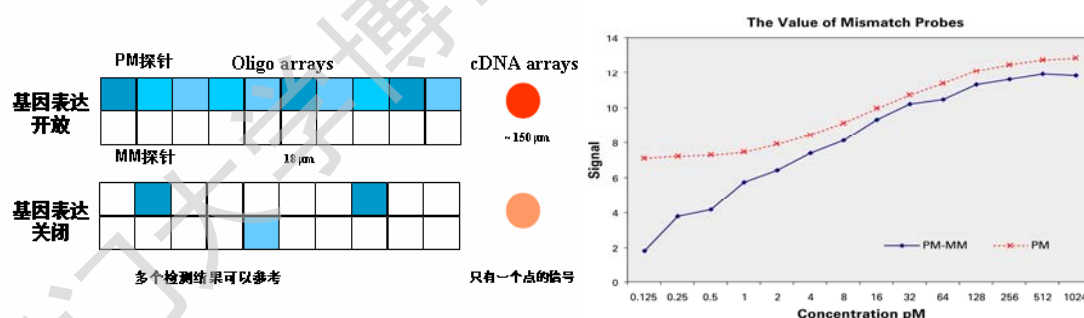 PM探针
Oligo arrays
cDNA arrays
基因表达
开放
~150 μm
MM探针
18 μm
基因表达
关闭
多个检测结果可以参考
只有一个点的信号
门大学博
The Value of Mismatch Probes
Signal
14
12
10
8
6
4
2
0
PM-MM
PM
0.125 0.25 0.5 1 2 4 8 16 32 64 128 256 512 1024
Concentration pM